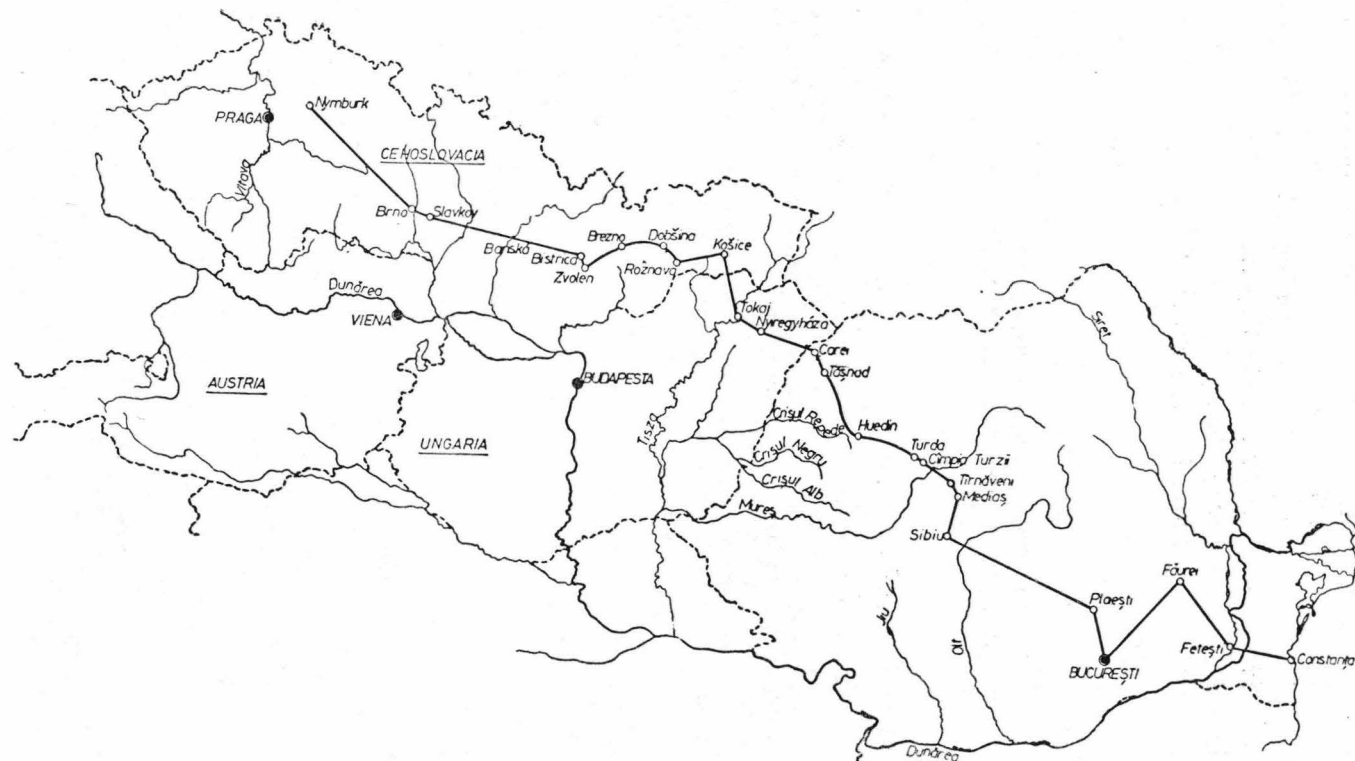 Nymburk
PRAGA
CEHOSLOVACIA
Vltava
Brno
Slavkov
Banská
Bistrica
Zvolen
Brezno
Dobšina
Rožnava
Košice
Dunărea
VIENA
Tokaj
Nyiregyháza
Carei
Tășnad
Siret
AUSTRIA
BUDAPESTA
UNGARIA
Tisza
Crișul Repede
Huedin
Crișul Negru
Crișul Alb
Mureș
Turda
Cîmpia Turzii
Tîrnăveni
Mediaș
Sibiu
Făurei
Plaești
Jiu
Olt
Fetești
Constanța
BUCUREȘTI
Dunărea